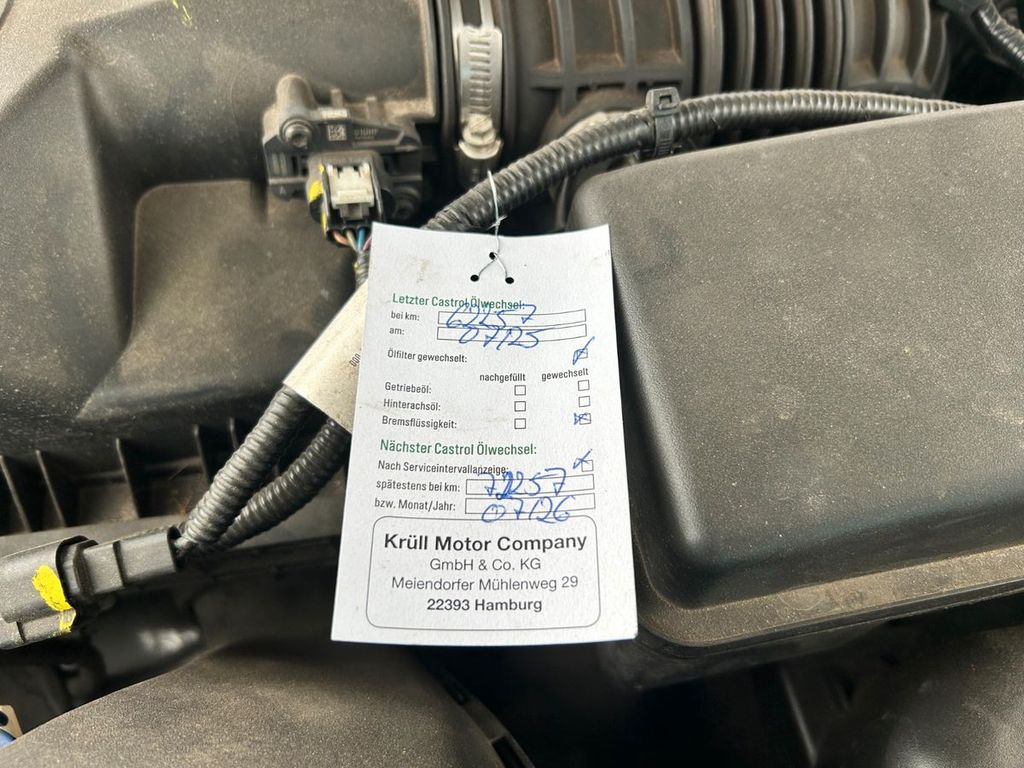 Letzter Castrol Ölwechsel:
bei km: 62257
am: 07/25
Ölfilter gewechselt:
nachgefüllt gewechselt
Getriebeöl:
Hinterachsöl:
Bremsflüssigkeit:
Nächster Castrol Ölwechsel:
Nach Serviceintervallanzeige:
spätestens bei km: 72257
bzw. Monat/Jahr: 07/26
Krüll Motor Company
GmbH & Co. KG
Meiendorfer Mühlenweg 29
22393 Hamburg